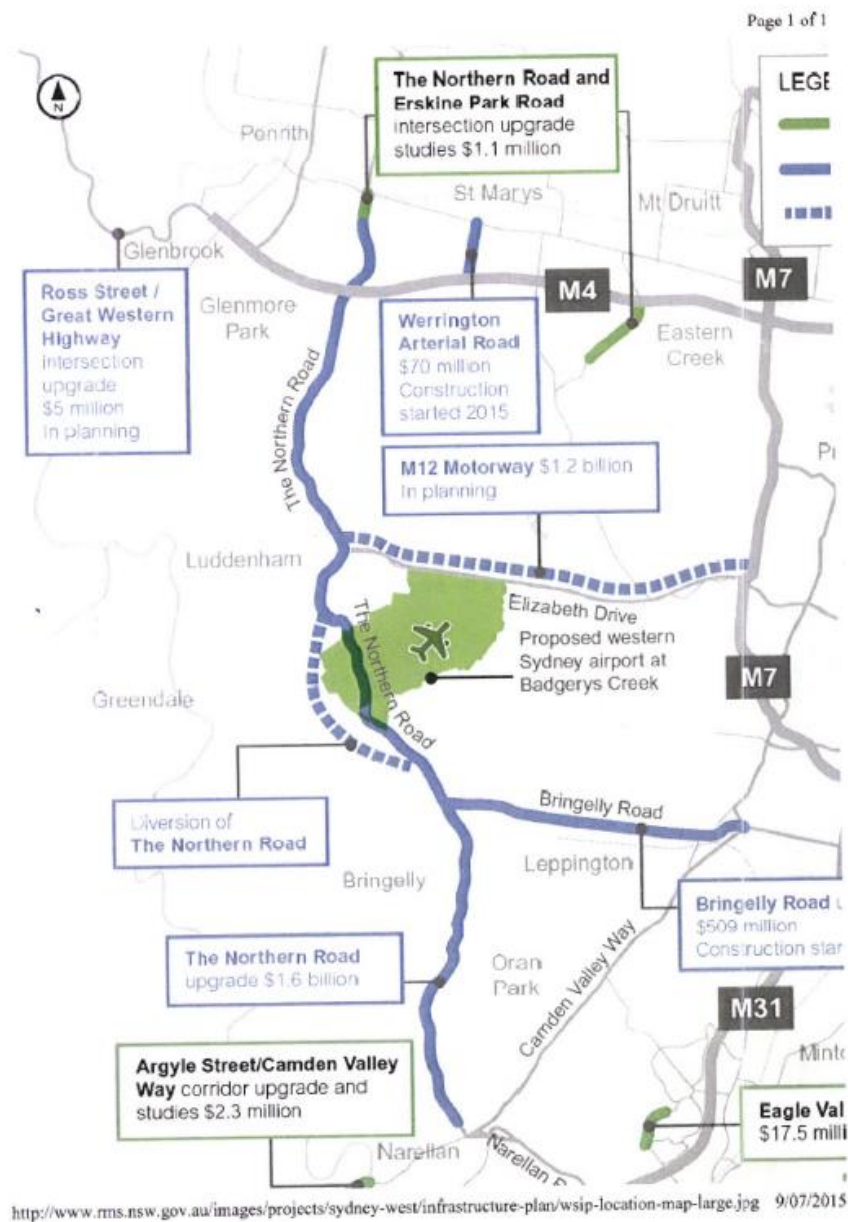 Page 1 of 1
N
Penrith
The Northern Road and
Erskine Park Road
intersection upgrade
studies $1.1 million
LEGE
St Marys
Mt Druitt
Glenbrook
M4
M7
Ross Street /
Great Western
Highway
intersection
upgrade
$5 million
In planning
Glenmore
Park
Werrington
Arterial Road
$70 million
Construction
started 2015
Eastern
Creek
The Northern Road
M12 Motorway $1.2 billion
In planning
Luddenham
Elizabeth Drive
The Northern Road
Proposed western
Sydney airport at
Badgerys Creek
M7
Greendale
Diversion of
The Northern Road
Bringelly Road
Leppington
Bringelly
Bringelly Road
$509 million
Construction star
The Northern Road
upgrade $1.6 billion
Oran
Park
Camden Valley Way
M31
Argyle Street/Camden Valley
Way corridor upgrade and
studies $2.3 million
Minto
Eagle Val
$17.5 milli
Narellan
Narellan
http://www.rms.nsw.gov.au/images/projects/sydney-west/infrastructure-plan/wsip-location-map-large.jpg 9/07/2015